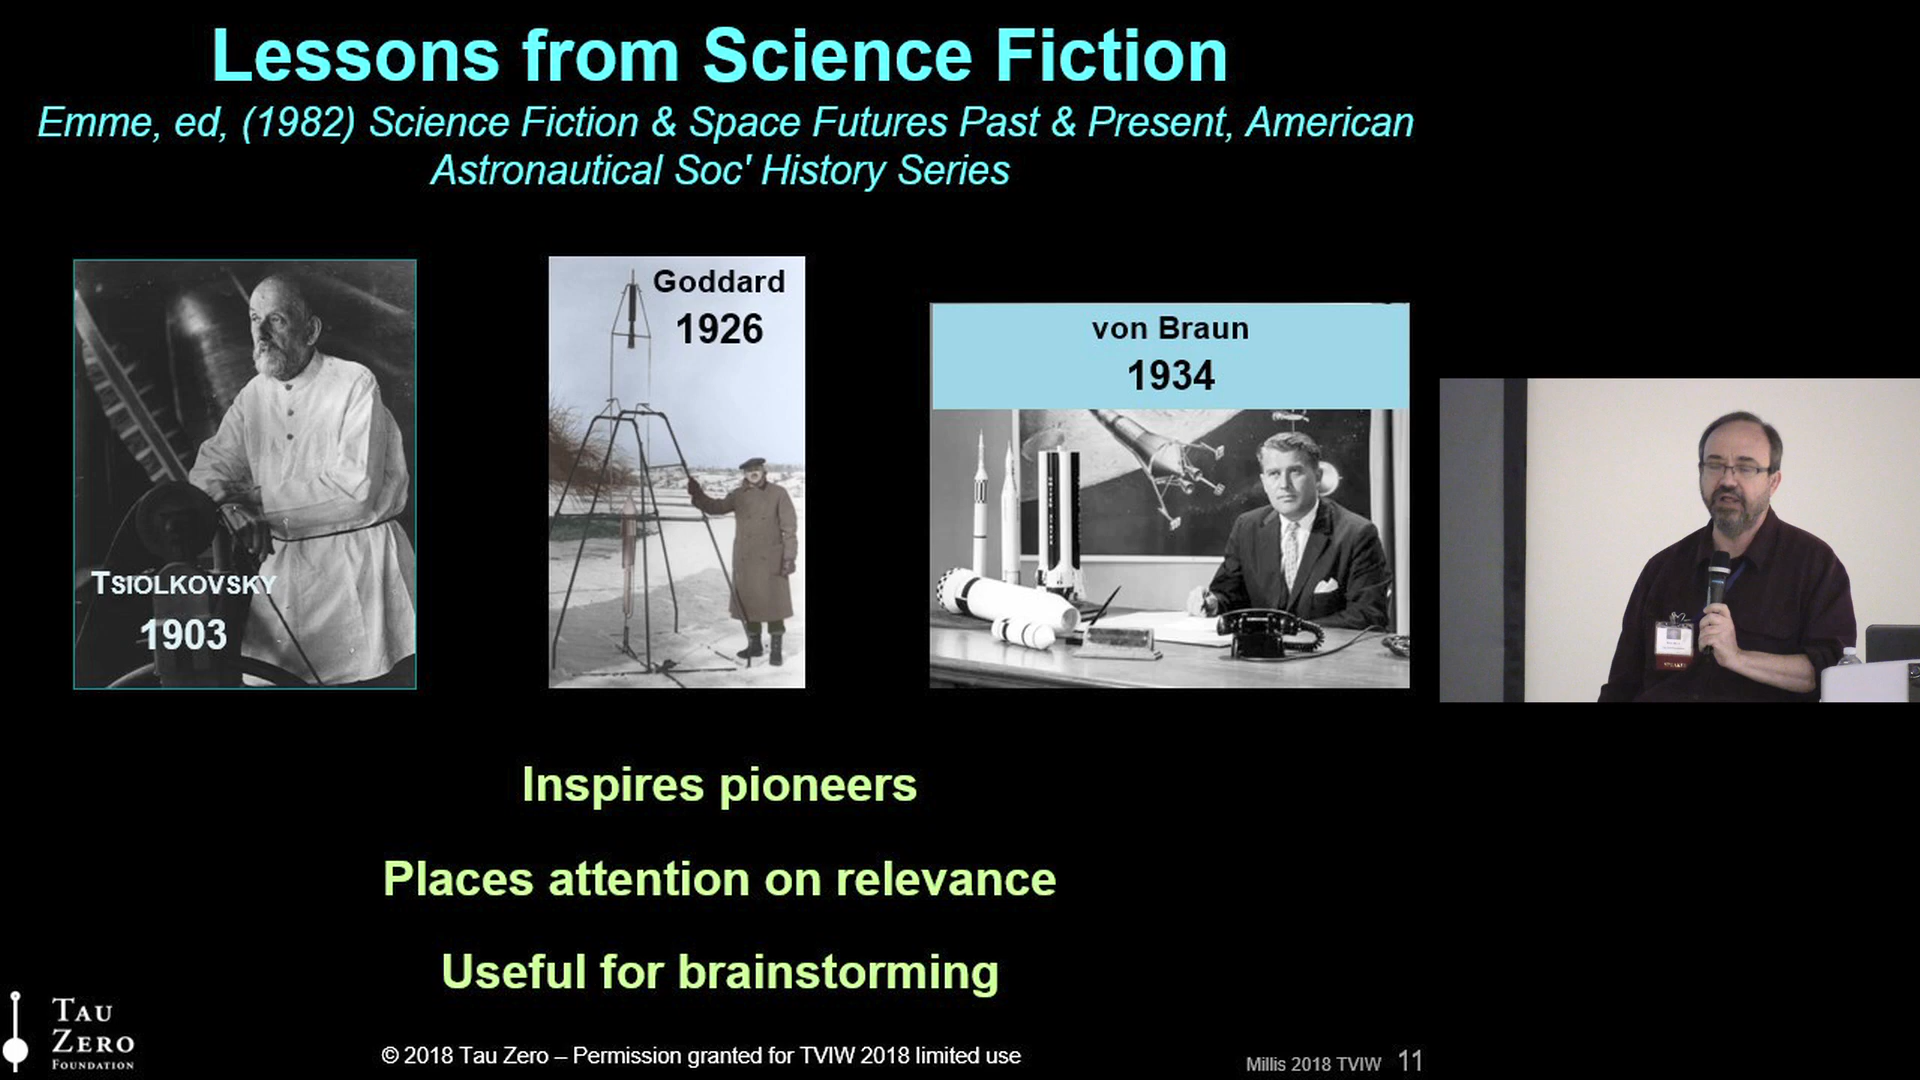 Lessons from Science Fiction
Emme, ed, (1982) Science Fiction & Space Futures Past & Present, American
Astronautical Soc' History Series
TSIOLKOVSKY
1903
Goddard
1926
von Braun
1934
Inspires pioneers
Places attention on relevance
Useful for brainstorming
TAU
ZERO
FOUNDATION
© 2018 Tau Zero – Permission granted for TVIW 2018 limited use
Millis 2018 TVIW 11